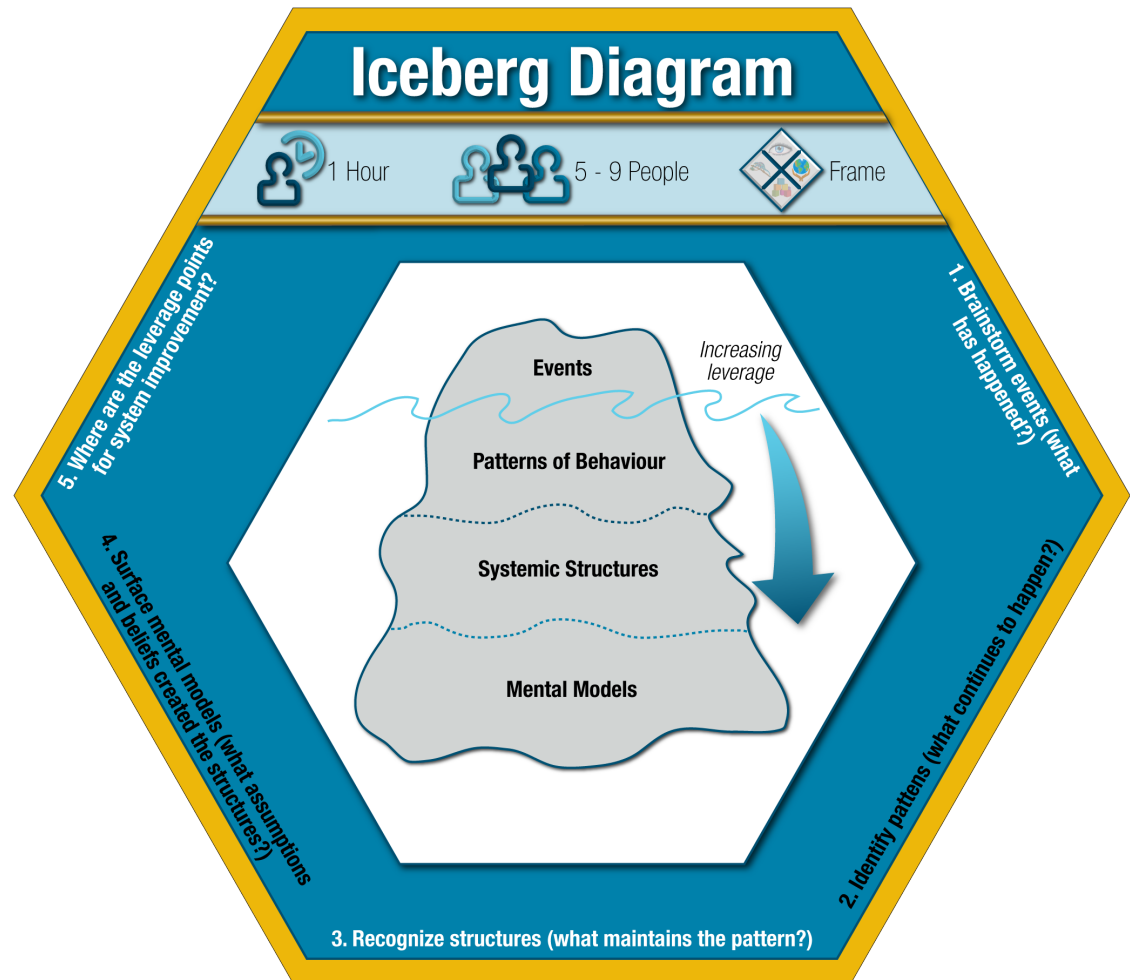 Iceberg Diagram
1 Hour
5 - 9 People
Frame
1. Brainstorm events (what
has happened?)
2. Identify pattens (what continues to happen?)
3. Recognize structures (what maintains the pattern?)
4. Surface mental models (what assumptions
and beliefs created the structures?)
5. Where are the leverage points
for system improvement?
Events
Increasing
leverage
Patterns of Behaviour
Systemic Structures
Mental Models